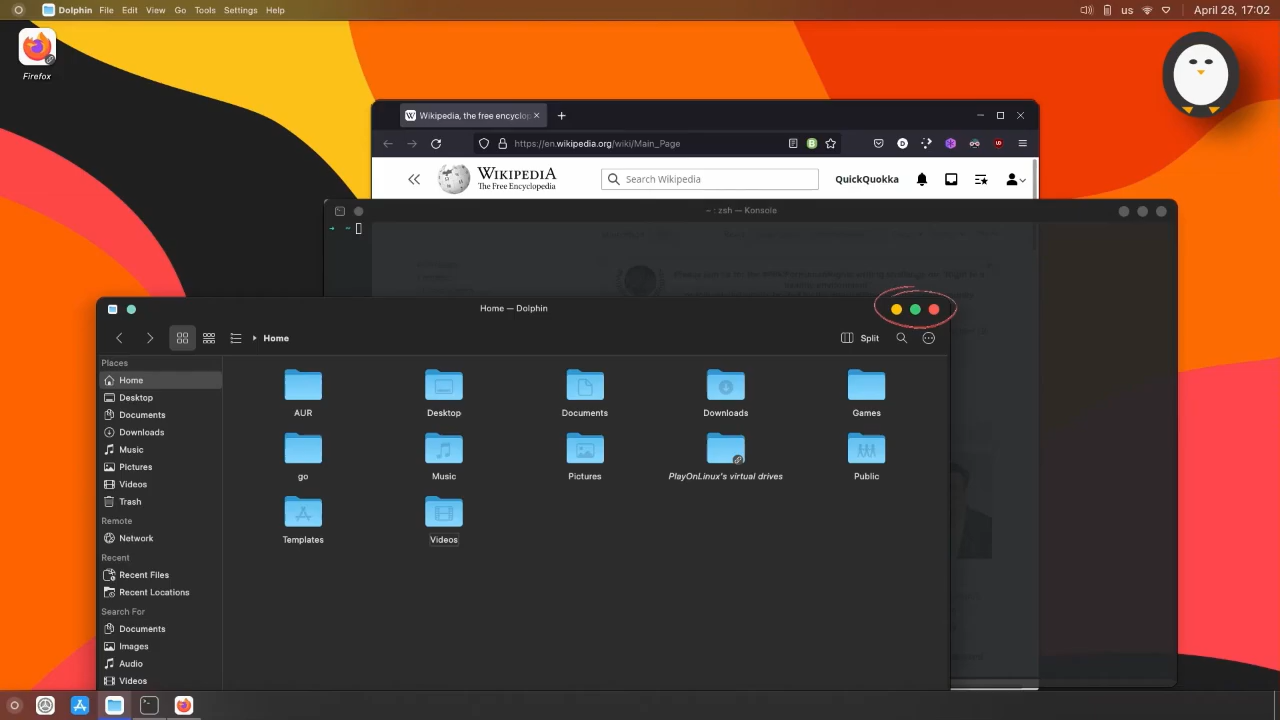 Dolphin File Edit View Go Tools Settings Help us April 28, 17:02
Firefox
Wikipedia, the free encyclop
https://en.wikipedia.org/wiki/Main_Page
WIKIPEDIA
The Free Encyclopedia
Search Wikipedia
QuickQuokka
~ : zsh — Konsole
Home — Dolphin
Home
Split
Places
Home
Desktop
Documents
Downloads
Music
Pictures
Videos
Trash
Remote
Network
Recent
Recent Files
Recent Locations
Search For
Documents
Images
Audio
Videos
AUR Desktop Documents Downloads Games
go Music Pictures PlayOnLinux's virtual drives Public
Templates Videos